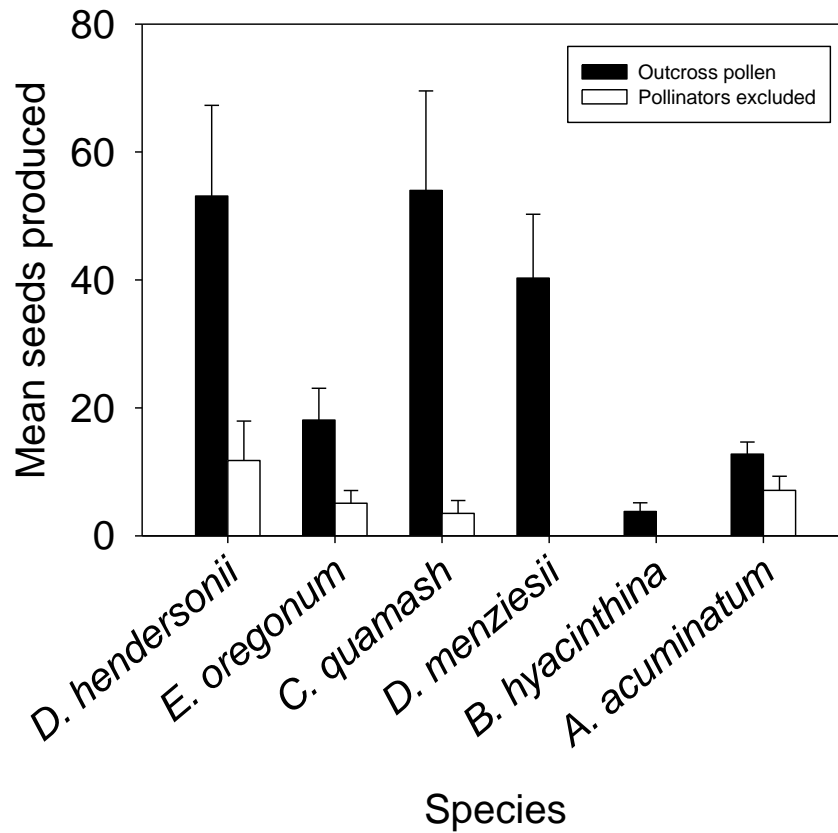 80
60
40
20
0
Mean seeds produced
Outcross pollen
Pollinators excluded
D. hendersonii
E. oregonum
C. quamash
D. menziesii
B. hyacinthina
A. acuminatum
Species